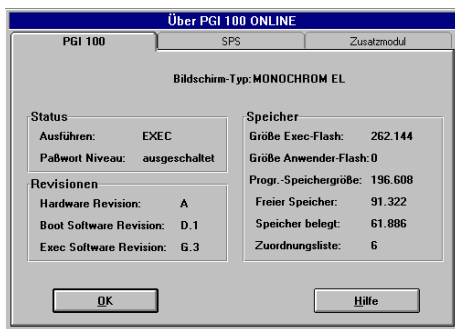 Über PGI 100 ONLINE
PGI 100 SPS Zusatzmodul
Bildschirm-Typ: MONOCHROM EL
Status
Ausführen: EXEC
Paßwort Niveau: ausgeschaltet
Revisionen
Hardware Revision: A
Boot Software Revision: D.1
Exec Software Revision: G.3
Speicher
Größe Exec-Flash: 262.144
Größe Anwender-Flash: 0
Progr.-Speichergröße: 196.608
Freier Speicher: 91.322
Speicher belegt: 61.886
Zuordnungsliste: 6
OK Hilfe